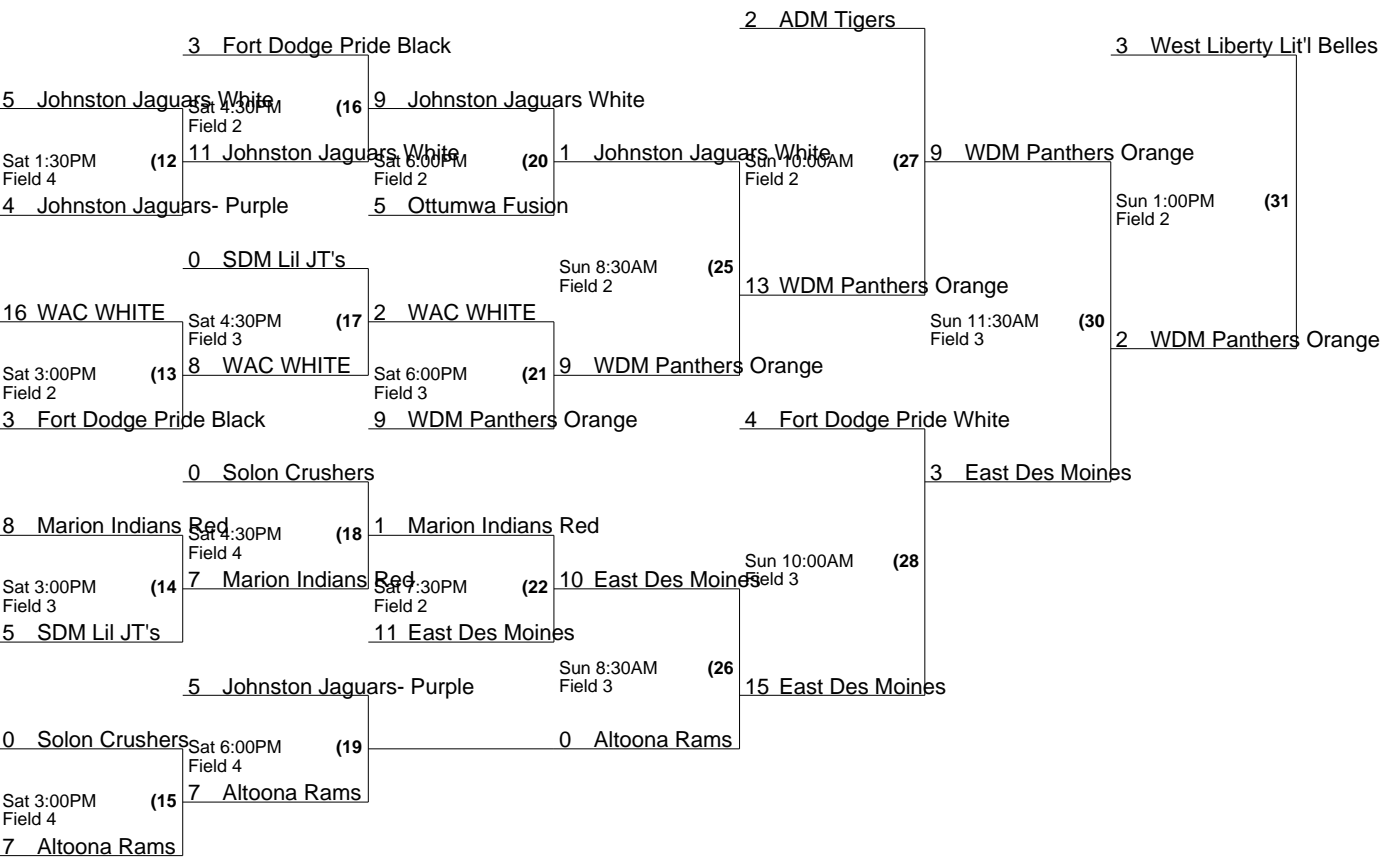 2 ADM Tigers
3 Fort Dodge Pride Black
3 West Liberty Lit'l Belles
5 Johnston Jaguars White
Sat 4:30PM (16
Field 2
9 Johnston Jaguars White
Sat 1:30PM (12
Field 4
11 Johnston Jaguars White
Sat 6:00PM (20
Field 2
1 Johnston Jaguars White
Sun 10:00AM (27
Field 2
9 WDM Panthers Orange
4 Johnston Jaguars- Purple
5 Ottumwa Fusion
Sun 1:00PM (31
Field 2
0 SDM Lil JT's
Sun 8:30AM (25
Field 2
13 WDM Panthers Orange
16 WAC WHITE
Sat 4:30PM (17
Field 3
2 WAC WHITE
Sun 11:30AM (30
Field 3
2 WDM Panthers Orange
Sat 3:00PM (13
Field 2
8 WAC WHITE
Sat 6:00PM (21
Field 3
9 WDM Panthers Orange
3 Fort Dodge Pride Black
9 WDM Panthers Orange
4 Fort Dodge Pride White
0 Solon Crushers
3 East Des Moines
8 Marion Indians Red
Sat 4:30PM (18
Field 4
1 Marion Indians Red
Sun 10:00AM (28
Field 3
Sat 3:00PM (14
Field 3
7 Marion Indians Red
Sat 7:30PM (22
Field 2
10 East Des Moines
5 SDM Lil JT's
11 East Des Moines
Sun 8:30AM (26
Field 3
5 Johnston Jaguars- Purple
15 East Des Moines
0 Solon Crushers
Sat 6:00PM (19
Field 4
0 Altoona Rams
Sat 3:00PM (15
Field 4
7 Altoona Rams
7 Altoona Rams